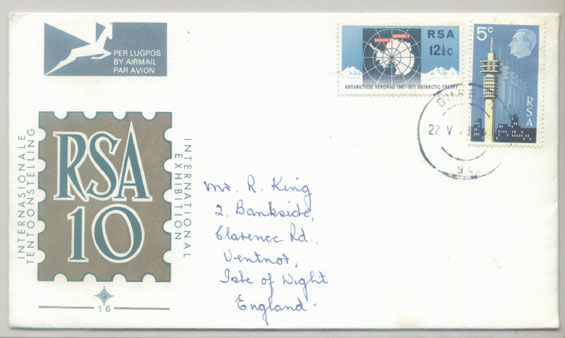 PER LUGPOS
BY AIRMAIL
PAR AVION
RSA
12½c
ANTARKTIESE VERDRAG 1961-1971 ANTARCTIC TREATY
5c
RSA
22 V
94
INTERNASIONALE
TENTOONSTELLING
RSA
10
INTERNATIONAL
EXHIBITION
16
Mr. R. King
2, Bankside,
Clarence Rd.,
Ventnor,
Isle of Wight
England.